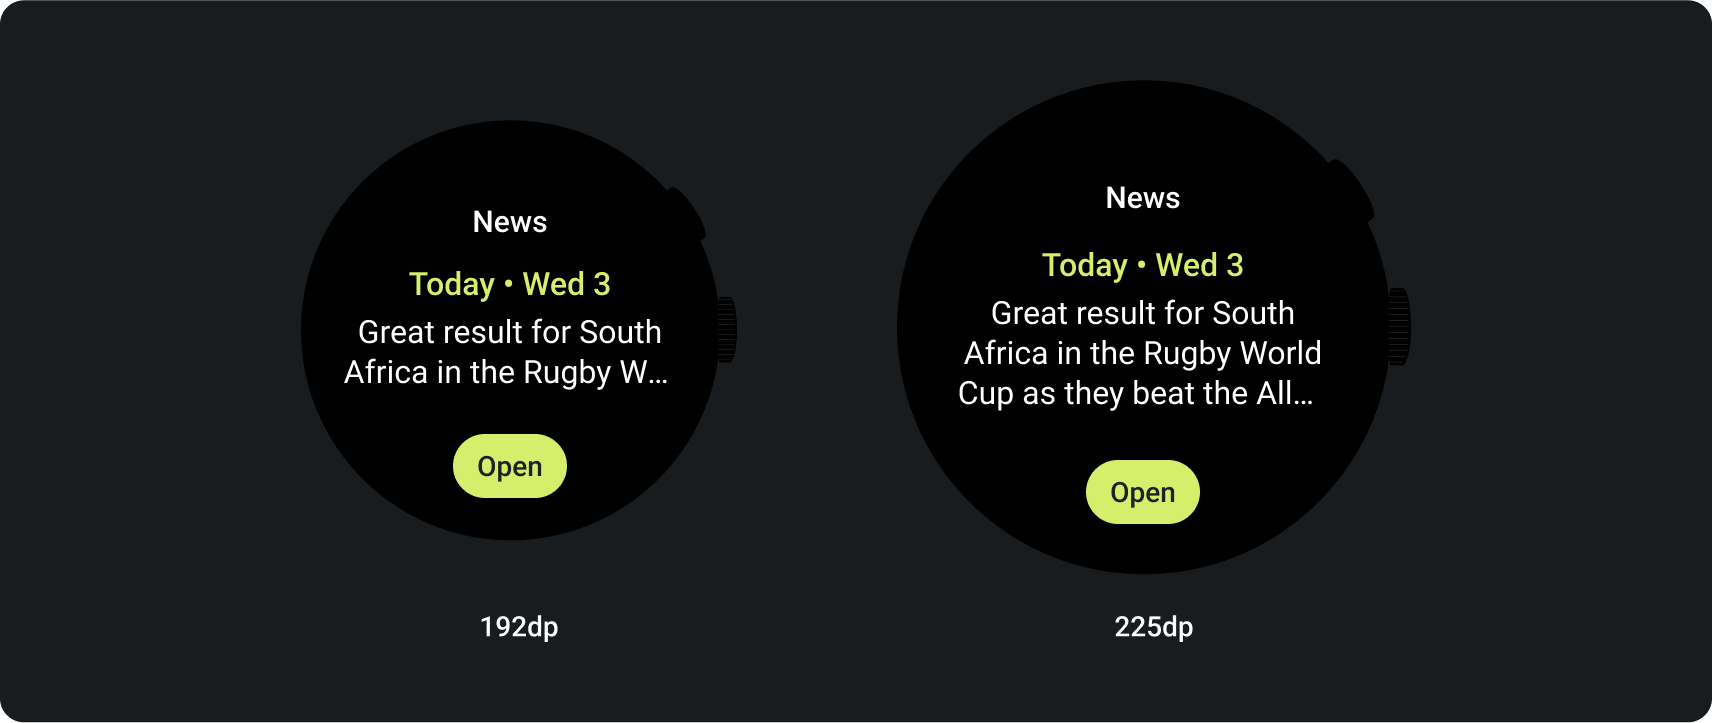 News
Today • Wed 3
Great result for South
Africa in the Rugby W...
Open
192dp
News
Today • Wed 3
Great result for South
Africa in the Rugby World
Cup as they beat the All...
Open
225dp